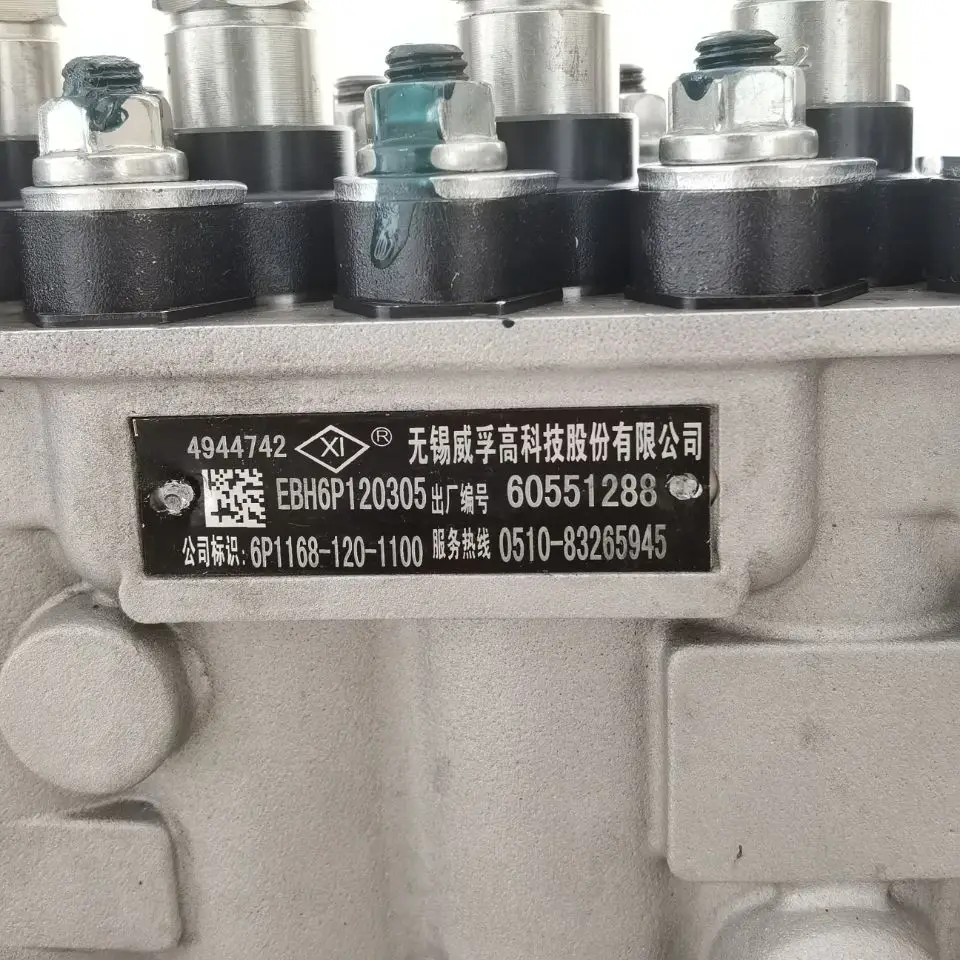 4944742 XI ® 无锡威孚高科技股份有限公司
EBH6P120305 出厂编号 60551288
公司标识: 6P1168-120-1100 服务热线 0510-83265945